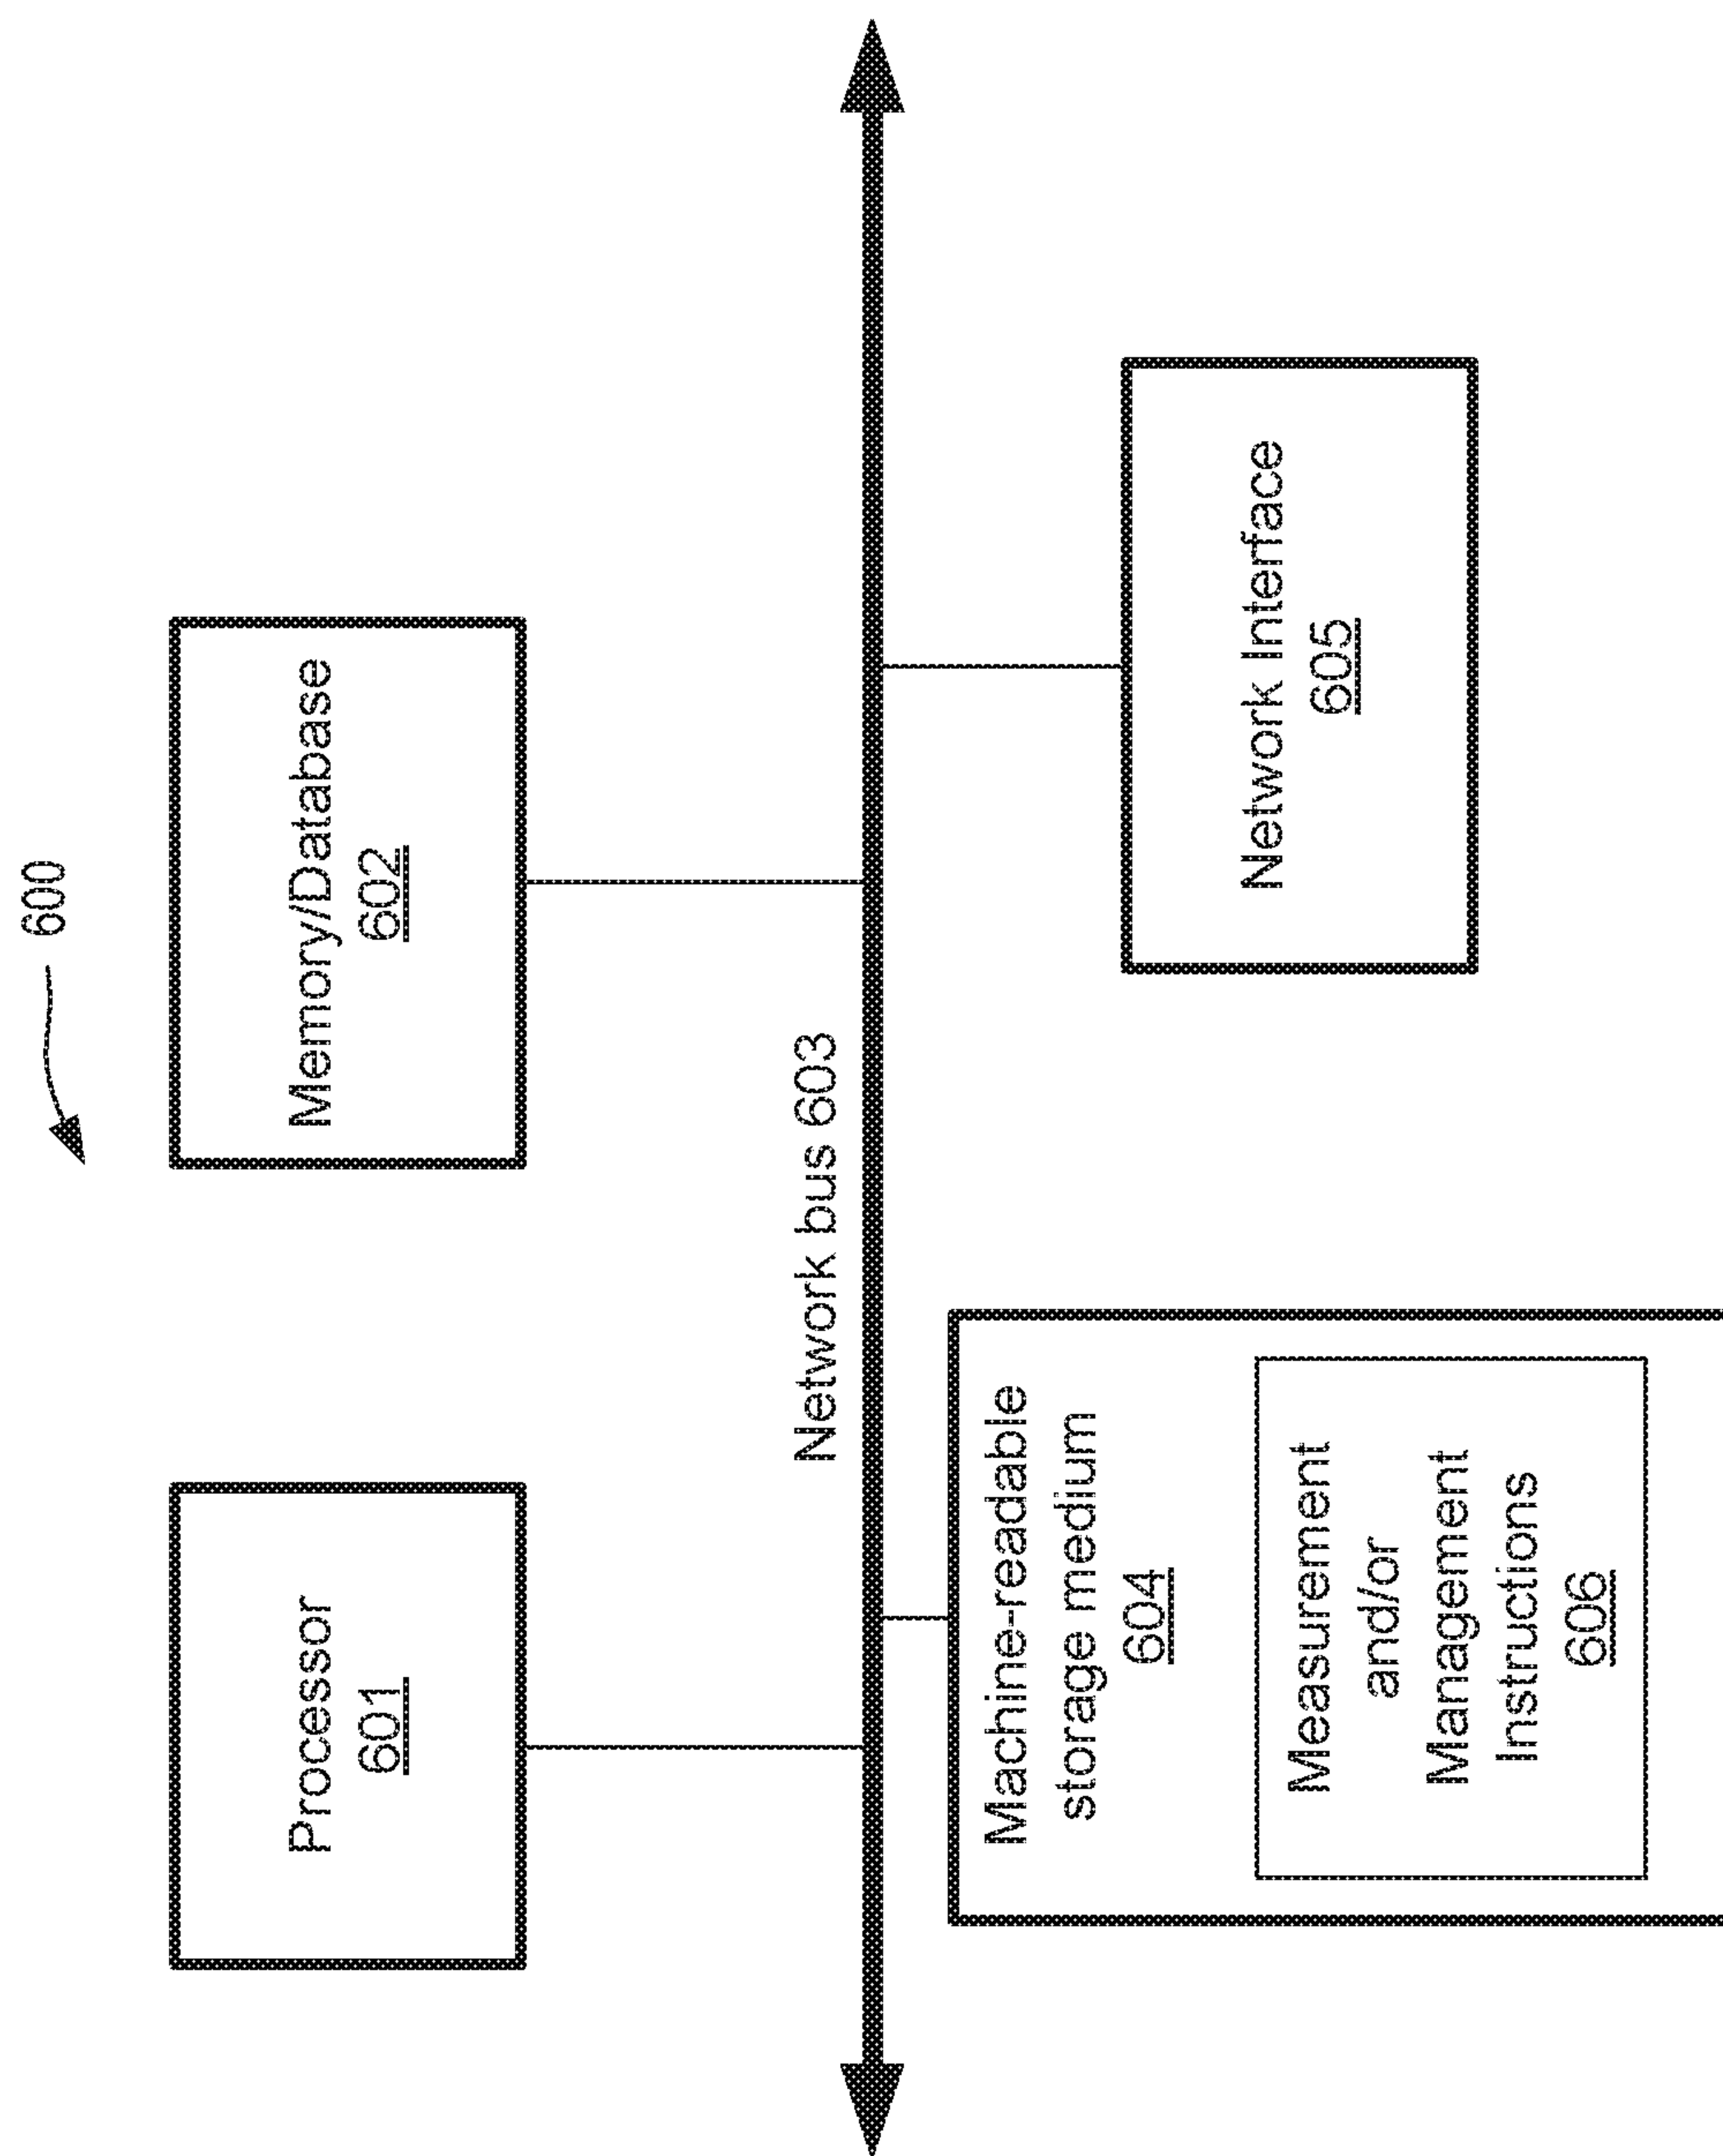 600
Processor
601
Memory/Database
602
Network bus 603
Machine-readable
storage medium
604
Measurement
and/or
Management
Instructions
606
Network Interface
605